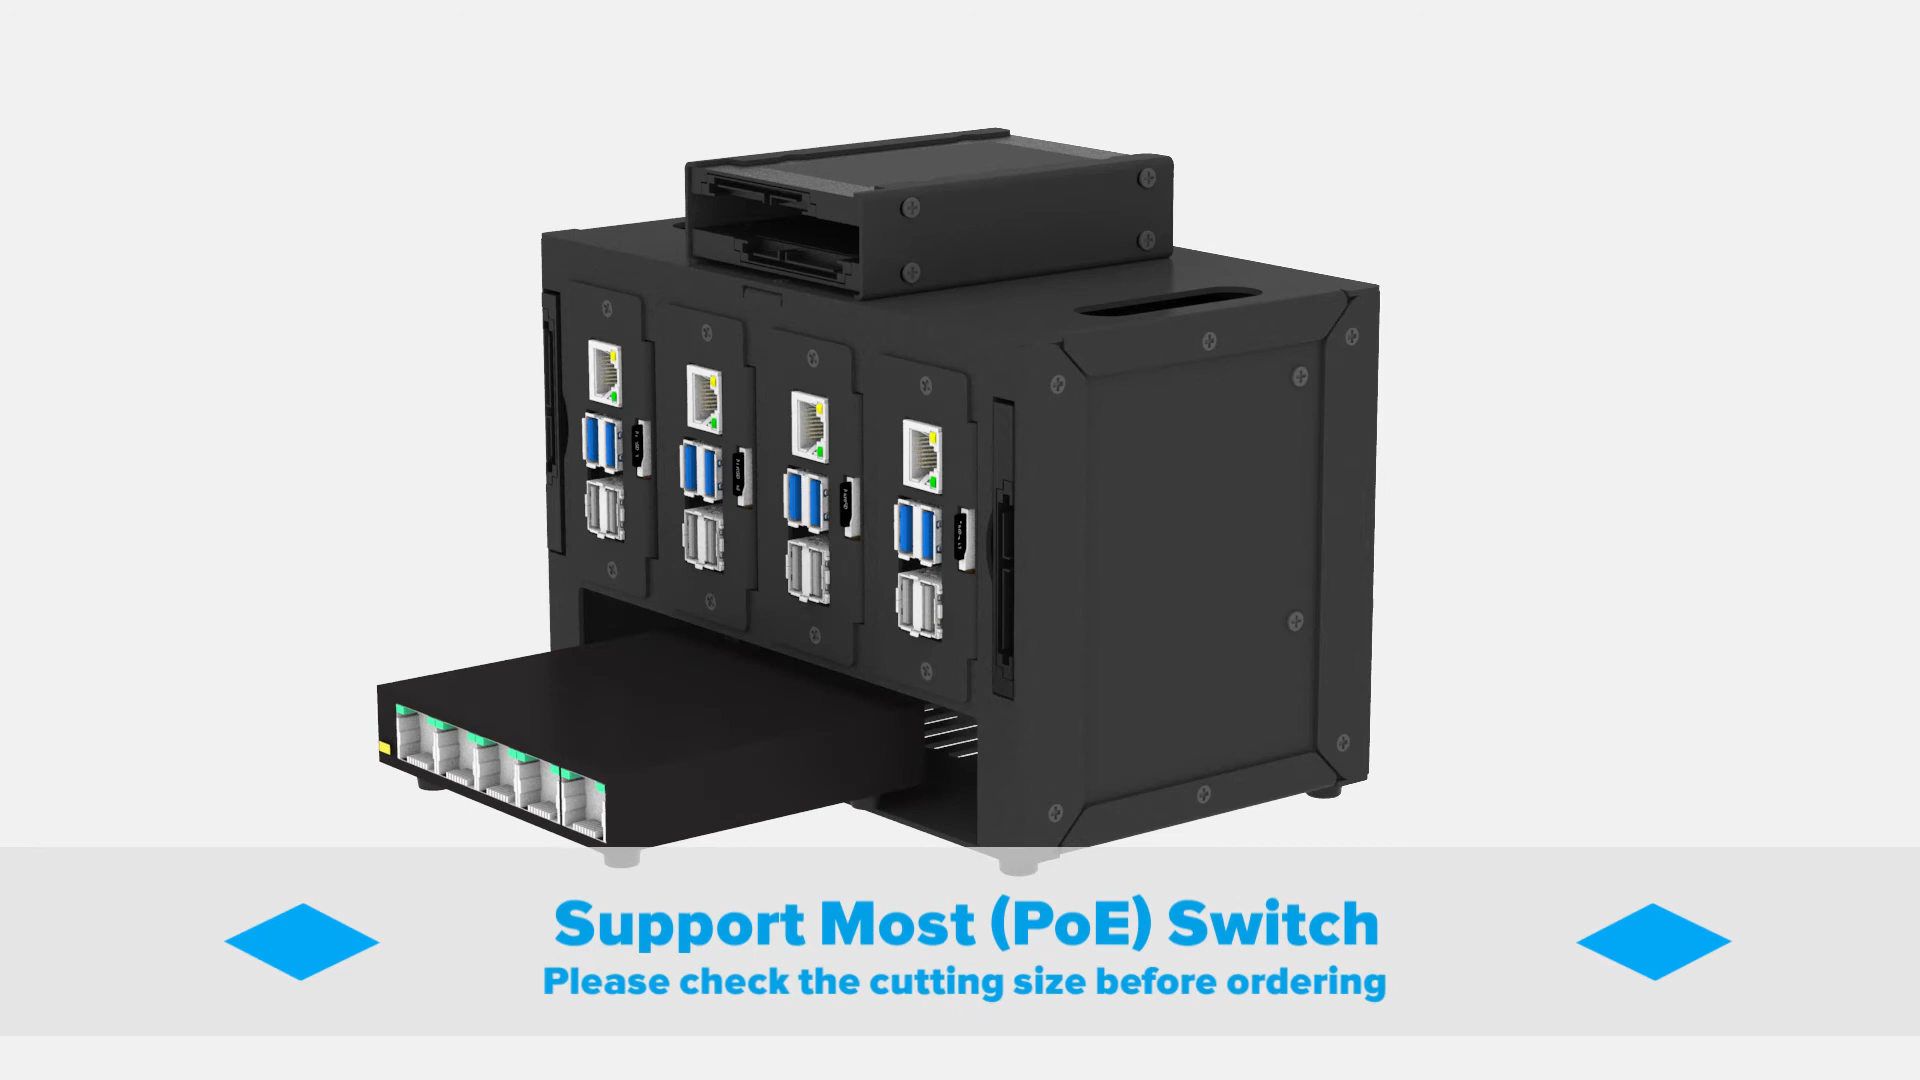 Support Most (PoE) Switch
Please check the cutting size before ordering